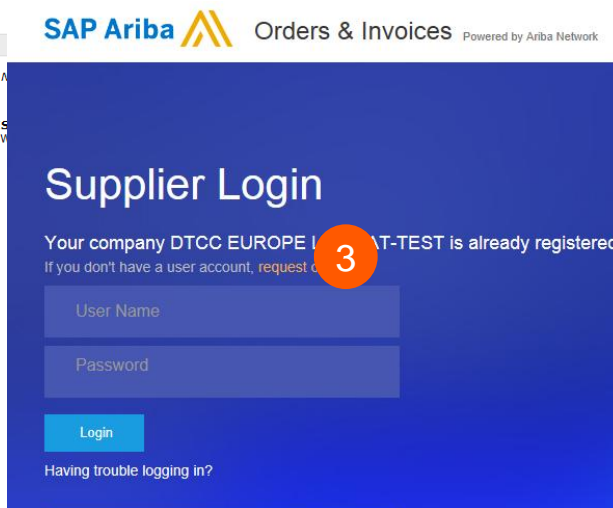 SAP Ariba Orders & Invoices Powered by Ariba Network
Supplier Login
Your company DTCC EUROPE L AT-TEST is already registered
If you don't have a user account, request
3
User Name
Password
Login
Having trouble logging in?